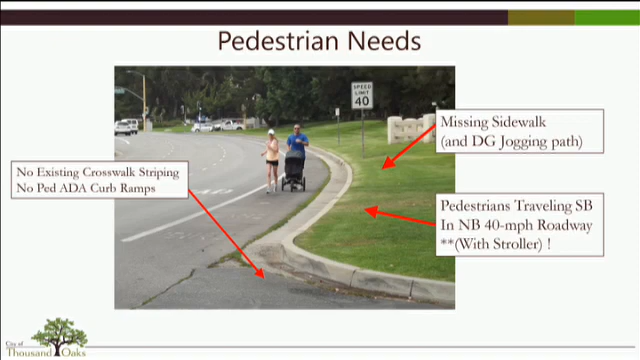 Pedestrian Needs
SPEED
LIMIT
40
Missing Sidewalk
(and DG Jogging path)
No Existing Crosswalk Striping
No Ped ADA Curb Ramps
Pedestrians Traveling SB
In NB 40-mph Roadway
**(With Stroller) !
City of
Thousand Oaks